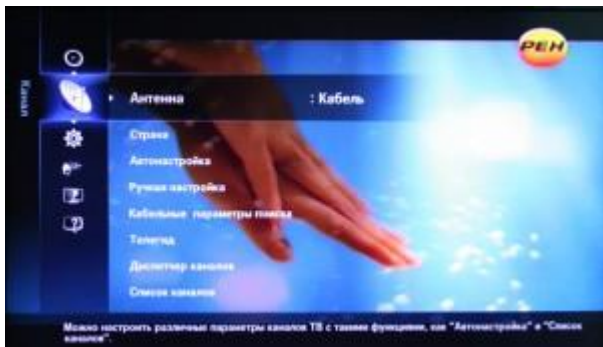 РЕН
Канал
Антенна : Кабель
Страна
Автонастройка
Ручная настройка
Кабельные параметры поиска
Телегид
Диспетчер каналов
Список каналов
Можно настроить различные параметры каналов ТВ с такими функциями, как "Автонастройка" и "Список
каналов".